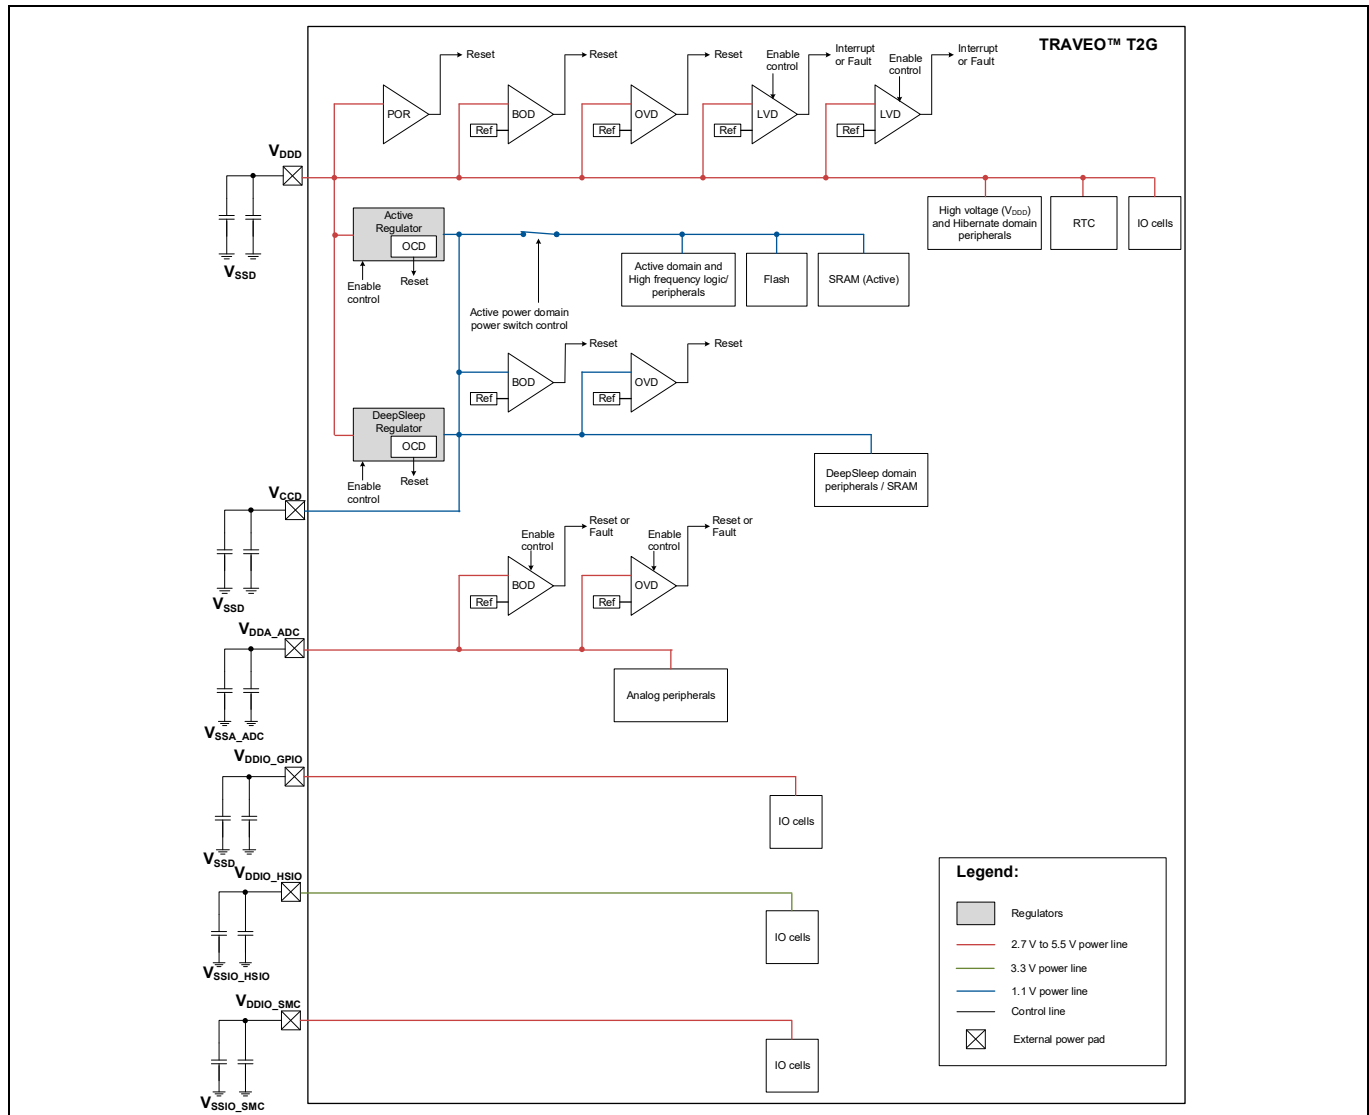 TRAVEO™ T2G
Reset
Reset
Reset
Enable
control
Interrupt
or Fault
Enable
control
Interrupt
or Fault
POR
BOD
OVD
LVD
LVD
Ref
Ref
Ref
Ref
VDDD
VSSD
Active
Regulator
OCD
Enable
control
Reset
Active power domain
power switch control
High voltage (VDDD)
and Hibernate domain
peripherals
RTC
IO cells
Active domain and
High frequency logic/
peripherals
Flash
SRAM (Active)
Reset
Reset
BOD
OVD
Ref
Ref
DeepSleep
Regulator
OCD
Enable
control
Reset
DeepSleep domain
peripherals / SRAM
VCCD
VSSD
Enable
control
Reset or
Fault
Enable
control
Reset or
Fault
BOD
OVD
Ref
Ref
VDDA_ADC
VSSA_ADC
Analog peripherals
VDDIO_GPIO
VSSD
IO cells
VDDIO_HSIO
VSSIO_HSIO
IO cells
VDDIO_SMC
VSSIO_SMC
IO cells
Legend:
Regulators
2.7 V to 5.5 V power line
3.3 V power line
1.1 V power line
Control line
External power pad